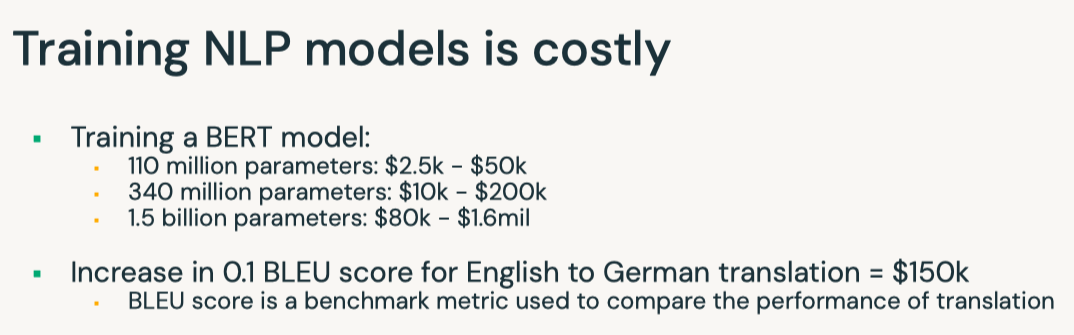 Training NLP models is costly
Training a BERT model:
110 million parameters: $2.5k – $50k
340 million parameters: $10k – $200k
1.5 billion parameters: $80k – $1.6mil
Increase in 0.1 BLEU score for English to German translation = $150k
BLEU score is a benchmark metric used to compare the performance of translation